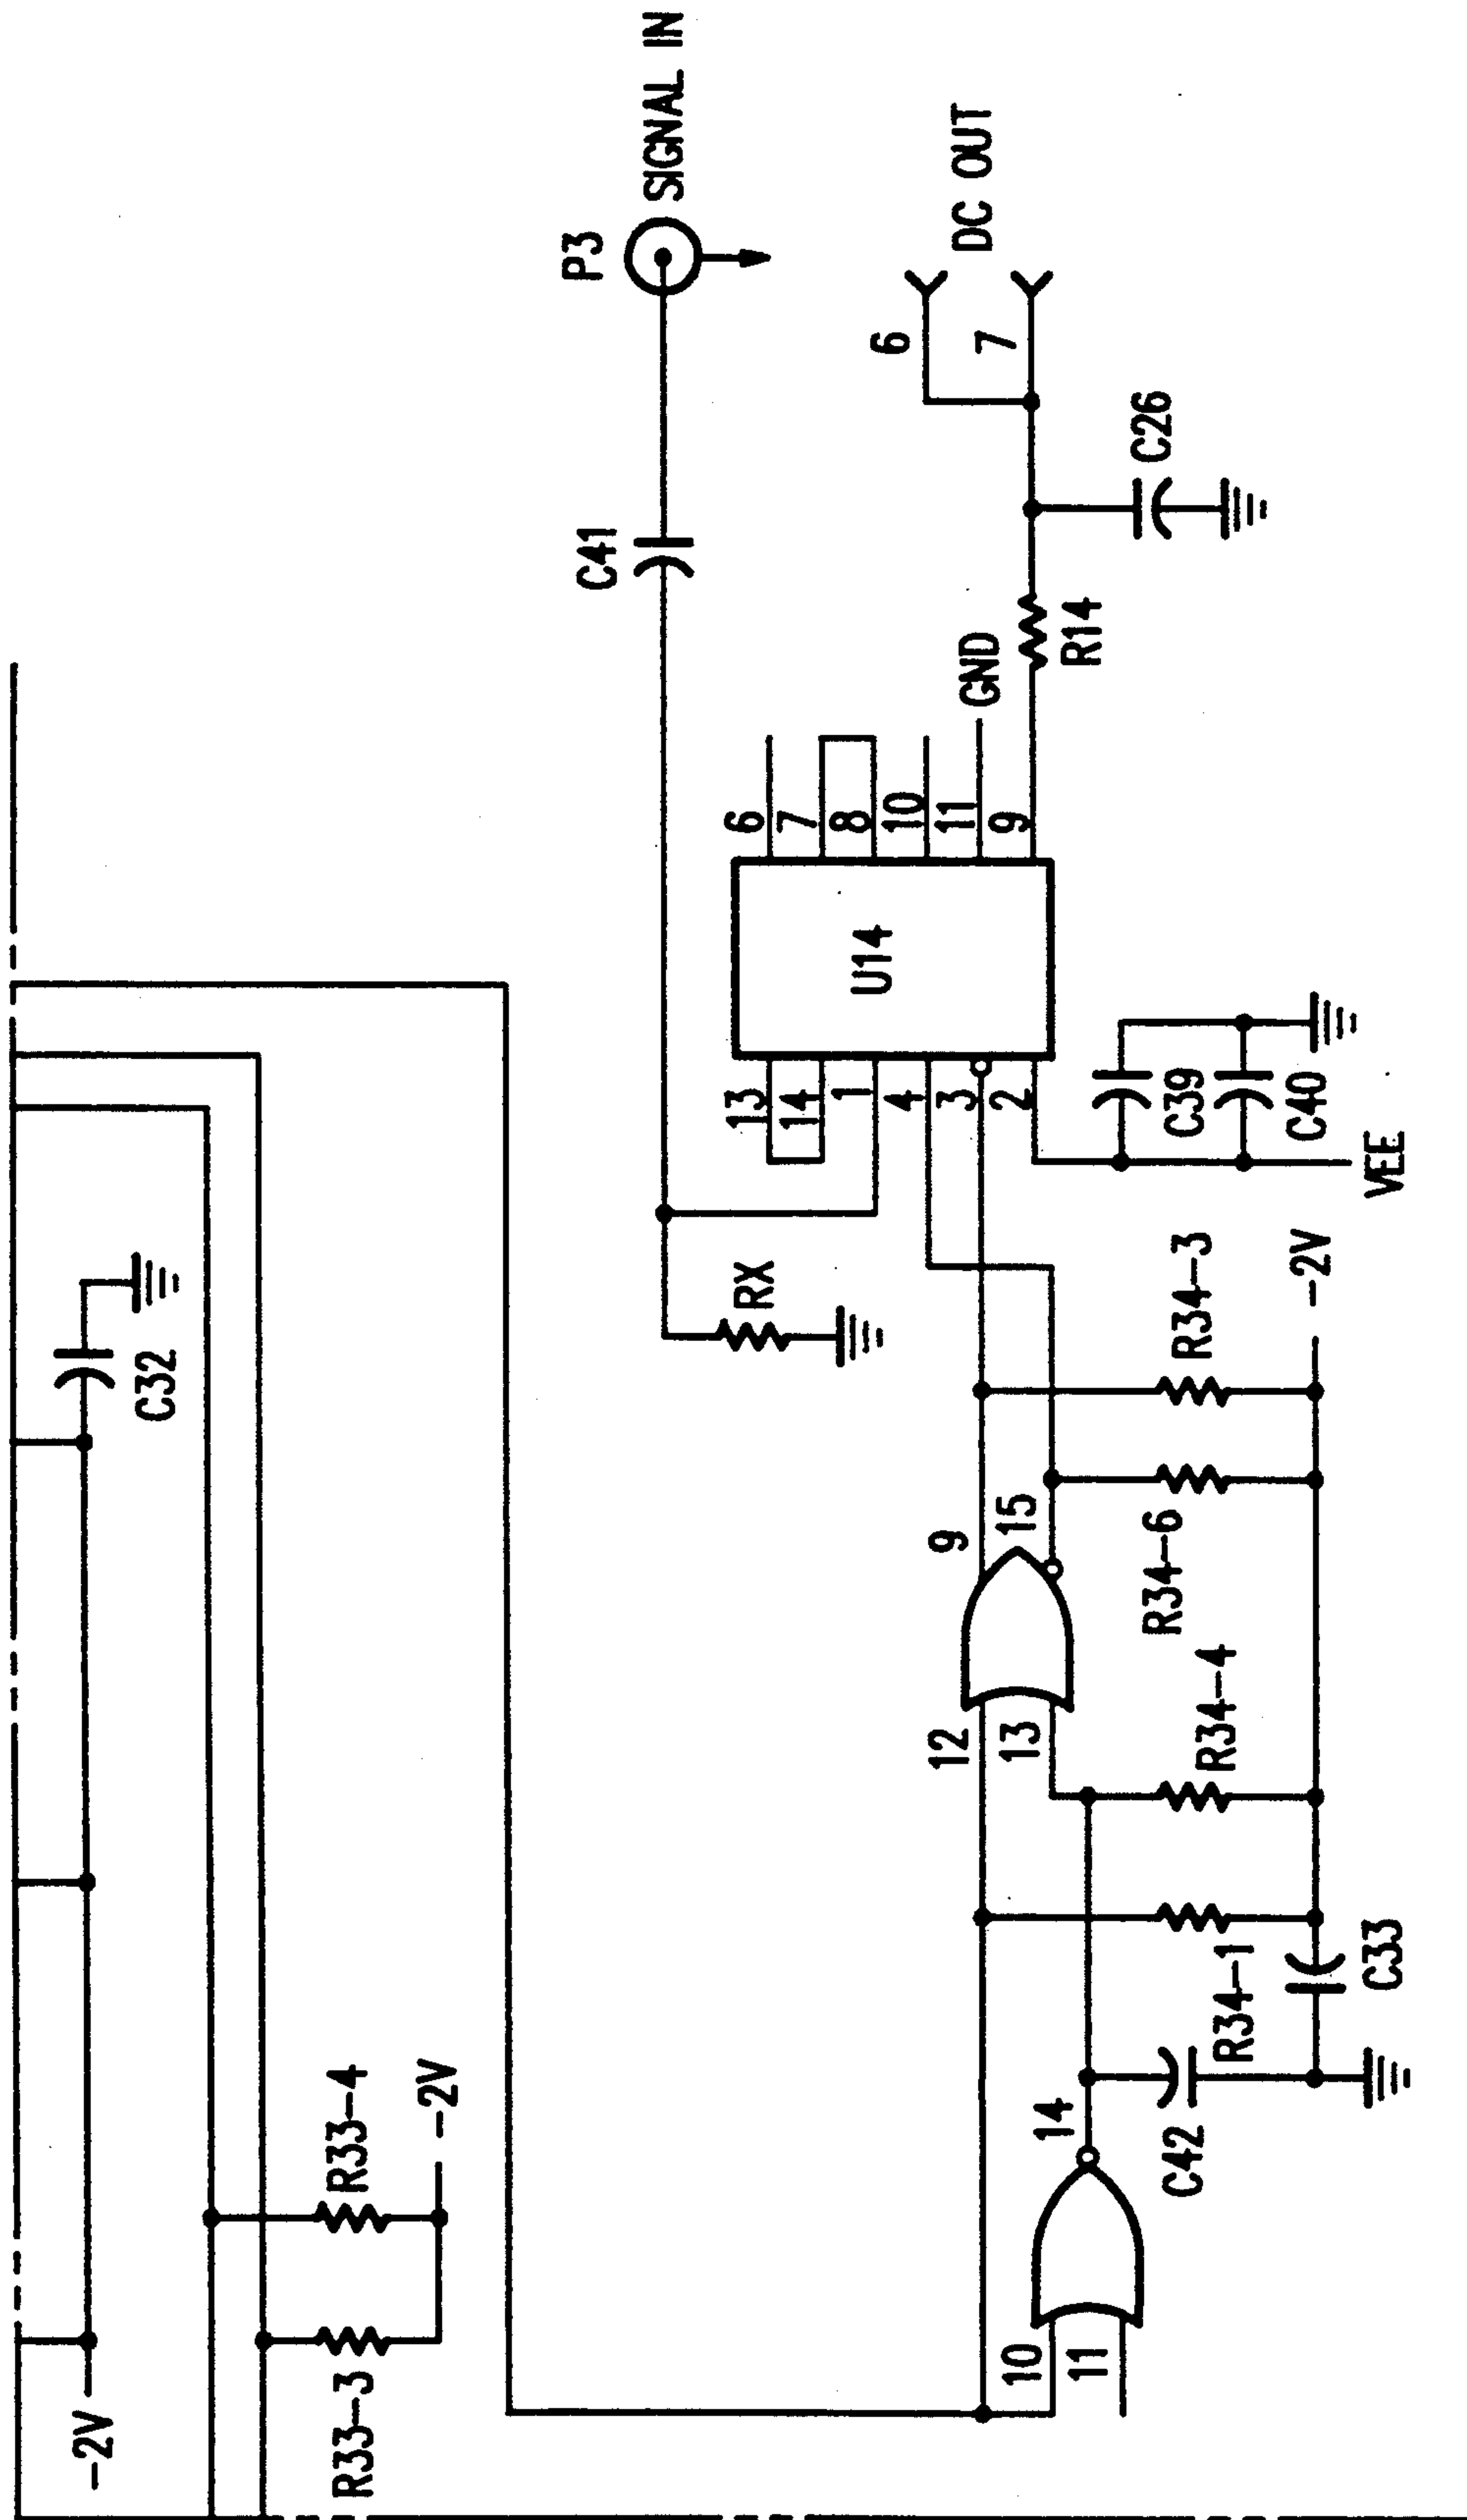 -2V
C32
R33-3
R33-4
-2V
P3
SIGNAL IN
C41
RX
13
14
1
4
3
2
U14
6
7
8
10
11
9
GND
R14
6
7
DC OUT
C26
C39
C40
VEE
10
11
14
C42
12
13
9
15
R34-1
R34-4
R34-6
R34-3
-2V
C33